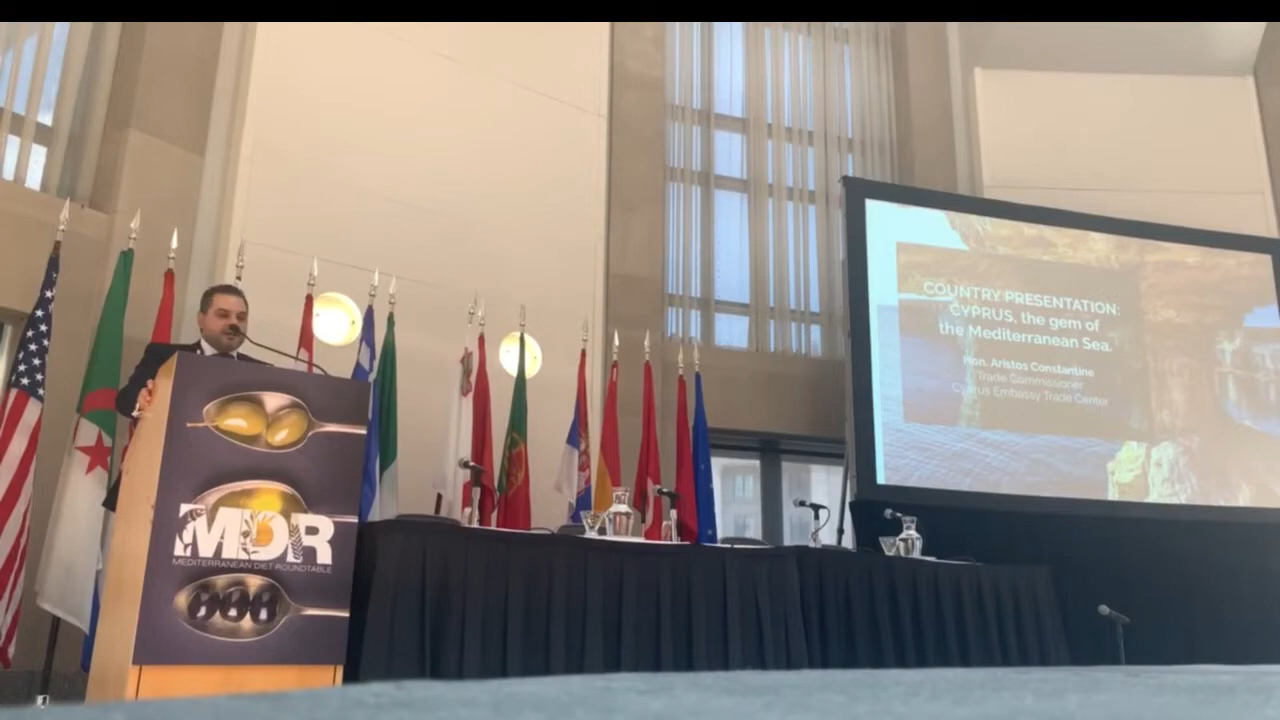 MDR
MEDITERRANEAN DIET ROUNDTABLE
COUNTRY PRESENTATION:
CYPRUS, the gem of
the Mediterranean Sea.
Hon. Aristos Constantine
Trade Commissioner
Cyprus Embassy Trade Center